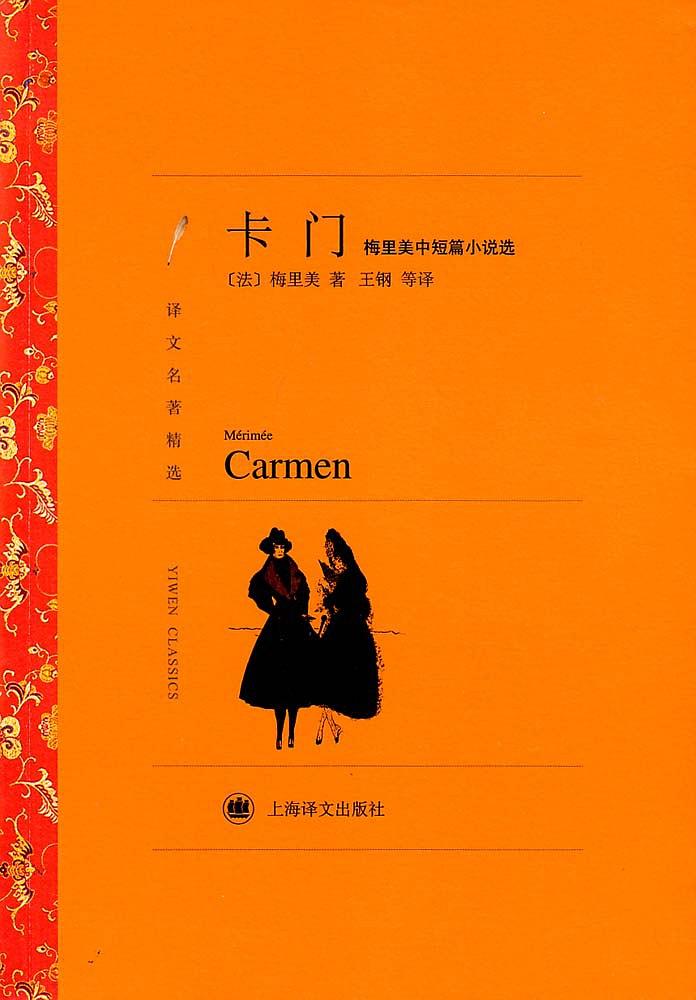 卡门 梅里美中短篇小说选
〔法〕梅里美 著 王钢 等译
译文名著精选
Mérimée
Carmen
YIWEN CLASSICS
上海译文出版社